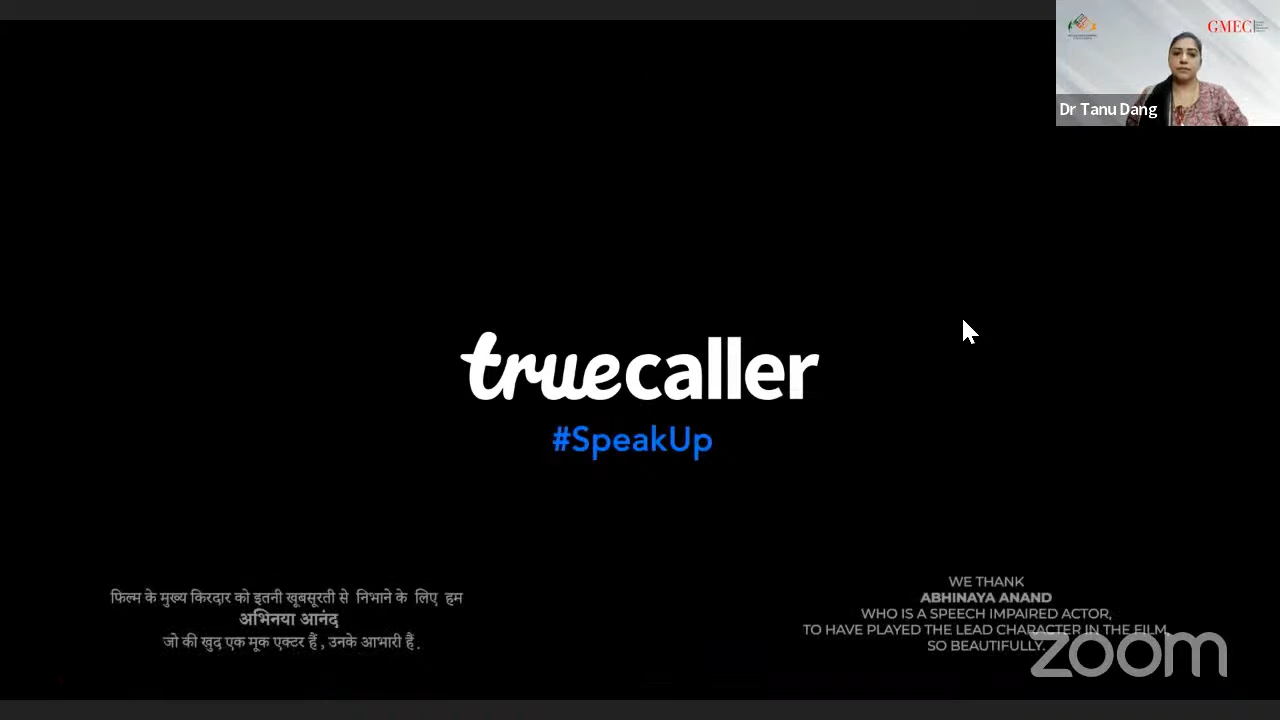 GMEC
Dr Tanu Dang
truecaller
#SpeakUp
फिल्म के मुख्य किरदार को इतनी खूबसूरती से निभाने के लिए हम
अभिनया आनंद
जो की खुद एक मूक एक्टर हैं , उनके आभारी हैं .
WE THANK
ABHINAYA ANAND
WHO IS A SPEECH IMPAIRED ACTOR,
TO HAVE PLAYED THE LEAD CHARACTER IN THE FILM,
SO BEAUTIFULLY.
zoom